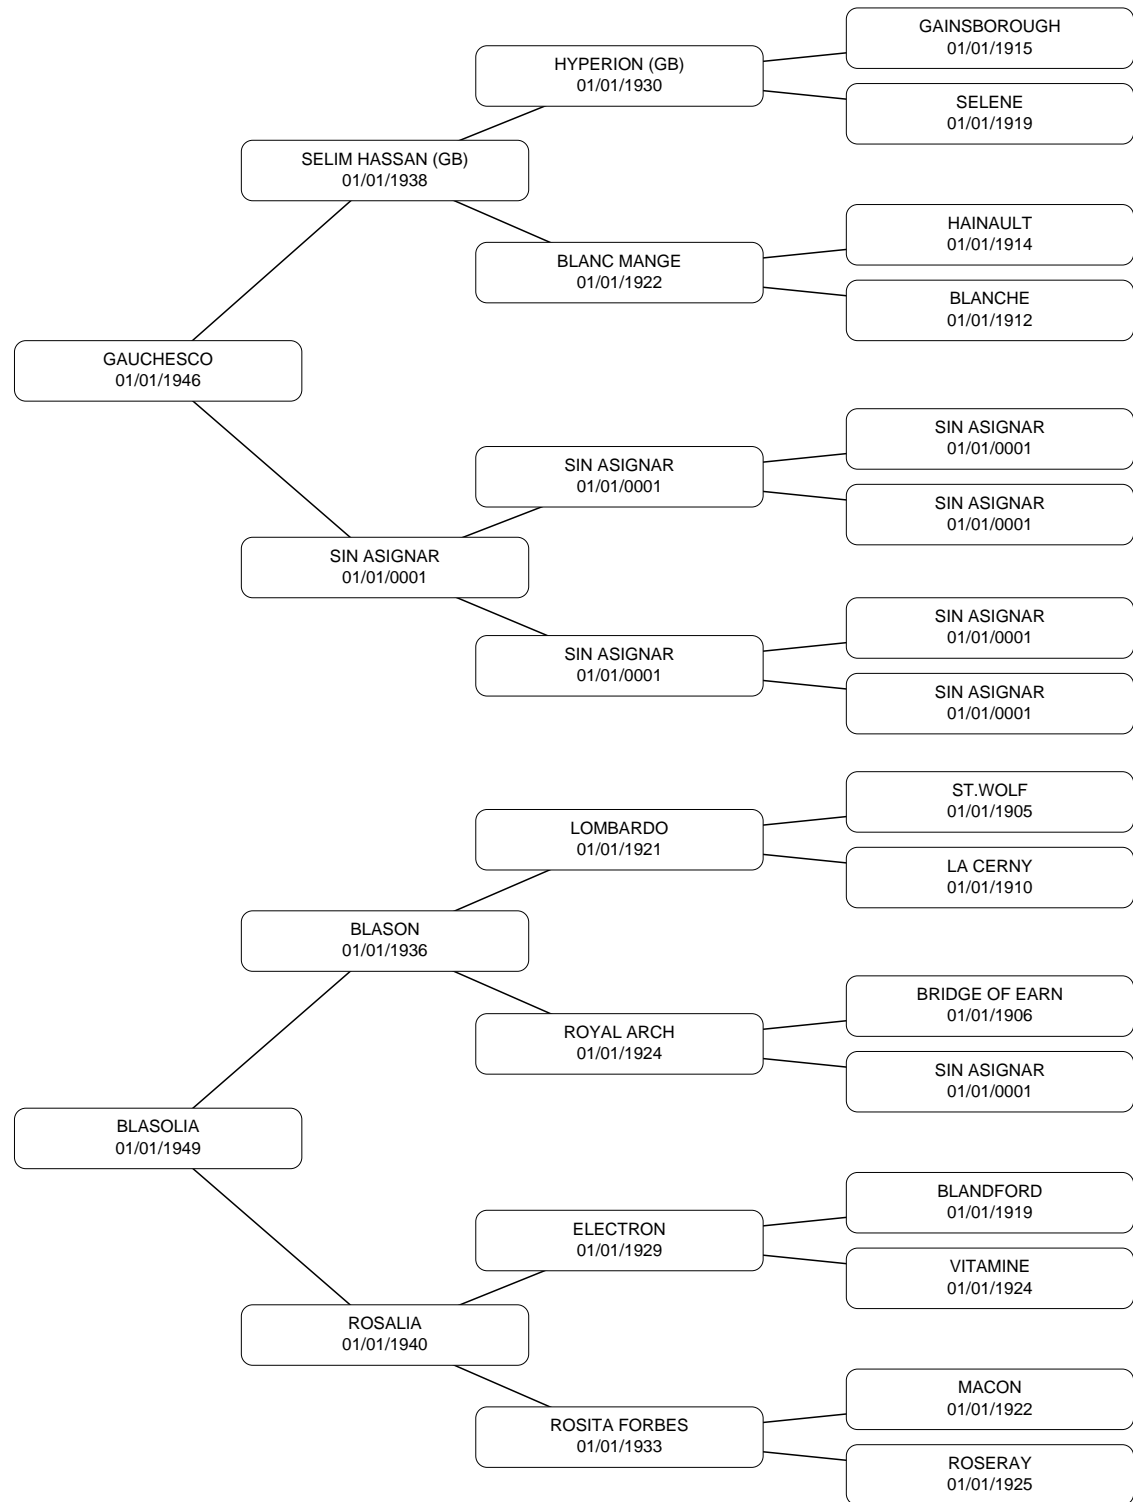 GAINSBOROUGH
01/01/1915
HYPERION (GB)
01/01/1930
SELENE
01/01/1919
SELIM HASSAN (GB)
01/01/1938
HAINAULT
01/01/1914
BLANC MANGE
01/01/1922
BLANCHE
01/01/1912
GAUCHESCO
01/01/1946
SIN ASIGNAR
01/01/0001
SIN ASIGNAR
01/01/0001
SIN ASIGNAR
01/01/0001
SIN ASIGNAR
01/01/0001
SIN ASIGNAR
01/01/0001
SIN ASIGNAR
01/01/0001
SIN ASIGNAR
01/01/0001
ST.WOLF
01/01/1905
LOMBARDO
01/01/1921
LA CERNY
01/01/1910
BLASON
01/01/1936
BRIDGE OF EARN
01/01/1906
ROYAL ARCH
01/01/1924
SIN ASIGNAR
01/01/0001
BLASOLIA
01/01/1949
BLANDFORD
01/01/1919
ELECTRON
01/01/1929
VITAMINE
01/01/1924
ROSALIA
01/01/1940
MACON
01/01/1922
ROSITA FORBES
01/01/1933
ROSERAY
01/01/1925